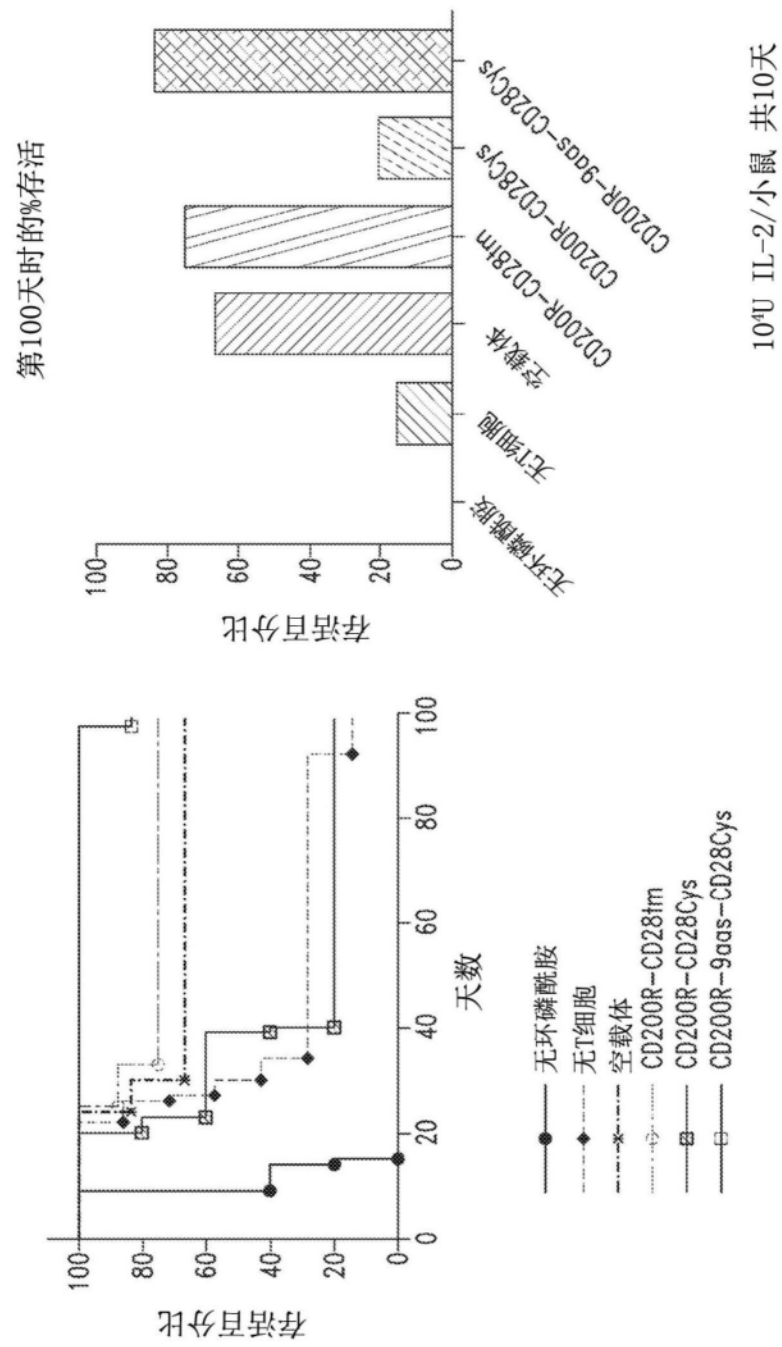 存活百分比
100
80
60
40
20
0
0
20
40
60
80
100
天数
无环磷酰胺
无T细胞
空载体
CD200R-CD28tm
CD200R-CD28Cys
CD200R-9aas-CD28Cys
第100天时的%存活
存活百分比
100
80
60
40
20
0
无环磷酰胺
无T细胞
空载体
CD200R-CD28tm
CD200R-CD28Cys
CD200R-9aas-CD28Cys
10⁴U IL-2/小鼠 共10天